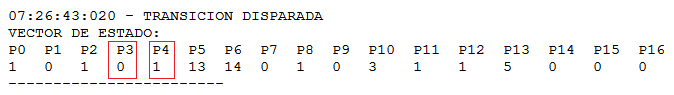 07:26:43:020 - TRANSICION DISPARADA
VECTOR DE ESTADO:
P0 P1 P2 P3 P4 P5 P6 P7 P8 P9 P10 P11 P12 P13 P14 P15 P16
1 0 1 0 1 13 14 0 1 0 3 1 1 5 0 0 0
------------------------